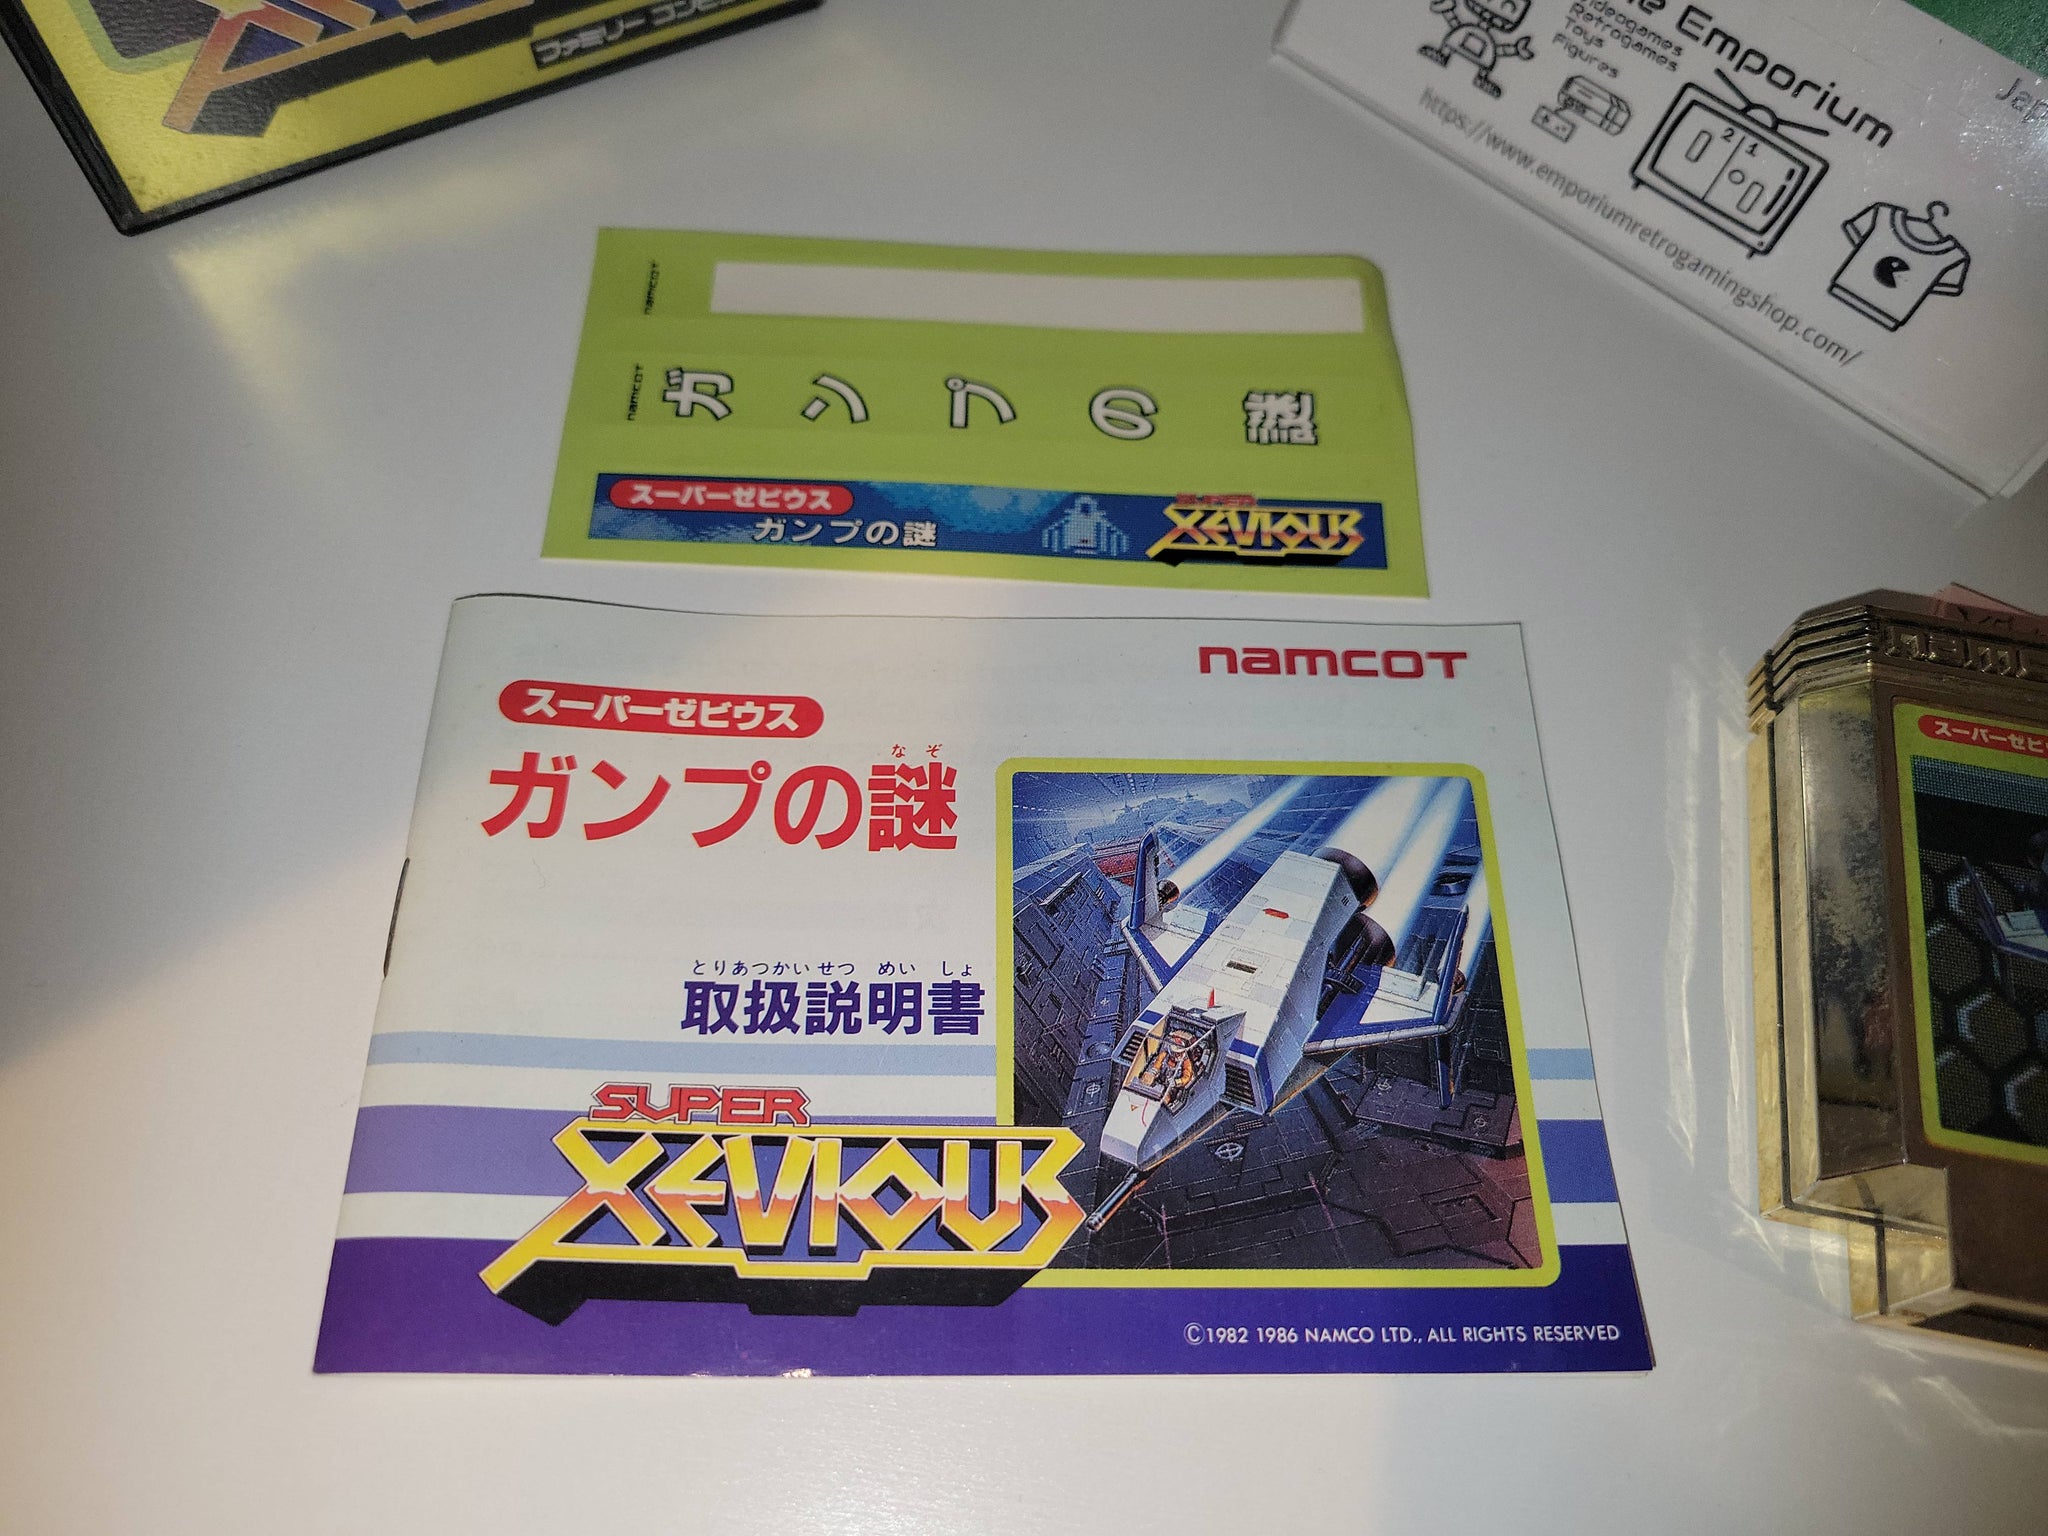 ファミリー コンピュ
Emporium
Videogames
Retrogames
Toys
Figures
https://www.emporiumretrogamingshop.com/
2 1
namcot
namcot
ガンプの謎
スーパーゼビウス
ガンプの謎
SUPER
XEVIOUS
namcot
スーパーゼビウス
なぞ
ガンプの謎
とりあつかいせつ めい しょ
取扱説明書
SUPER
XEVIOUS
©1982 1986 NAMCO LTD., ALL RIGHTS RESERVED
スーパーゼビ